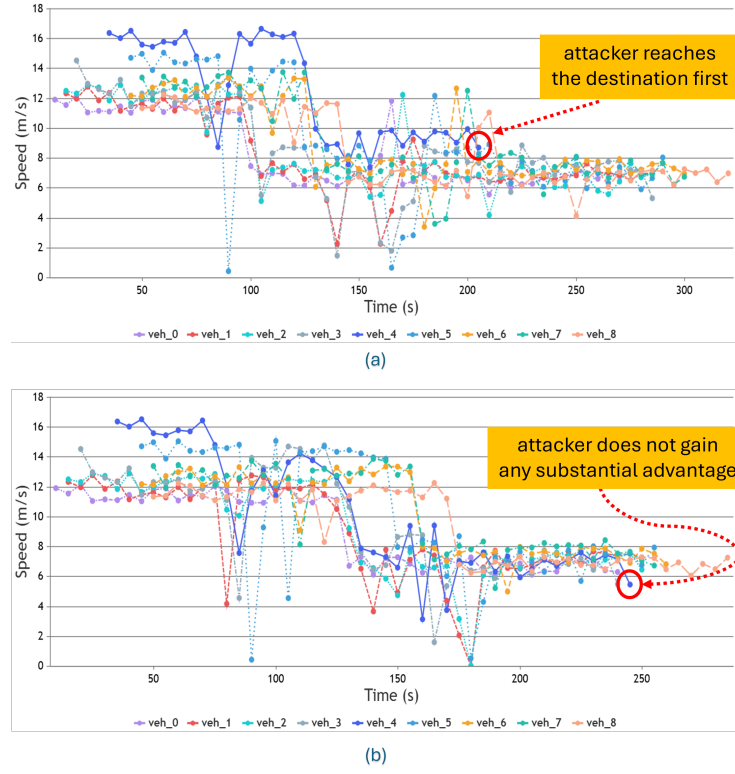 18
16
14
12
10
8
6
4
2
0
Speed (m/s)
attacker reaches
the destination first
50
100
150
200
250
300
Time (s)
veh_0 veh_1 veh_2 veh_3 veh_4 veh_5 veh_6 veh_7 veh_8
(a)
18
16
14
12
10
8
6
4
2
0
Speed (m/s)
attacker does not gain
any substantial advantage
50
100
150
200
250
Time (s)
veh_0 veh_1 veh_2 veh_3 veh_4 veh_5 veh_6 veh_7 veh_8
(b)